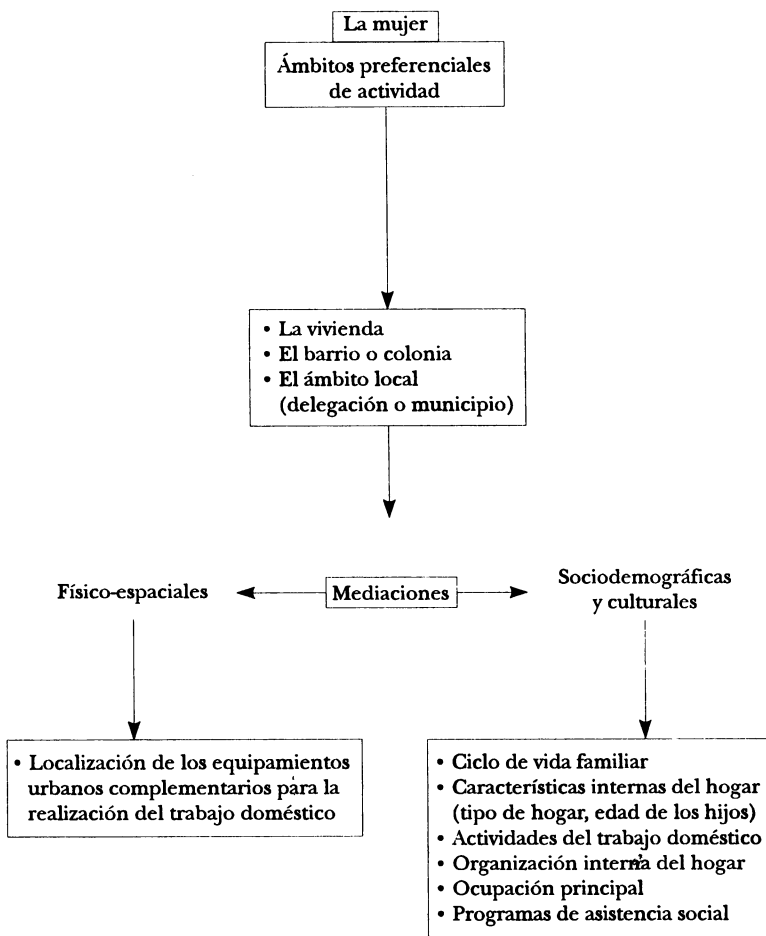 La mujer
Ámbitos preferenciales
de actividad
• La vivienda
• El barrio o colonia
• El ámbito local
(delegación o municipio)
Físico-espaciales
Mediaciones
Sociodemográficas
y culturales
• Localización de los equipamientos
urbanos complementarios para la
realización del trabajo doméstico
• Ciclo de vida familiar
• Características internas del hogar
(tipo de hogar, edad de los hijos)
• Actividades del trabajo doméstico
• Organización interna del hogar
• Ocupación principal
• Programas de asistencia social